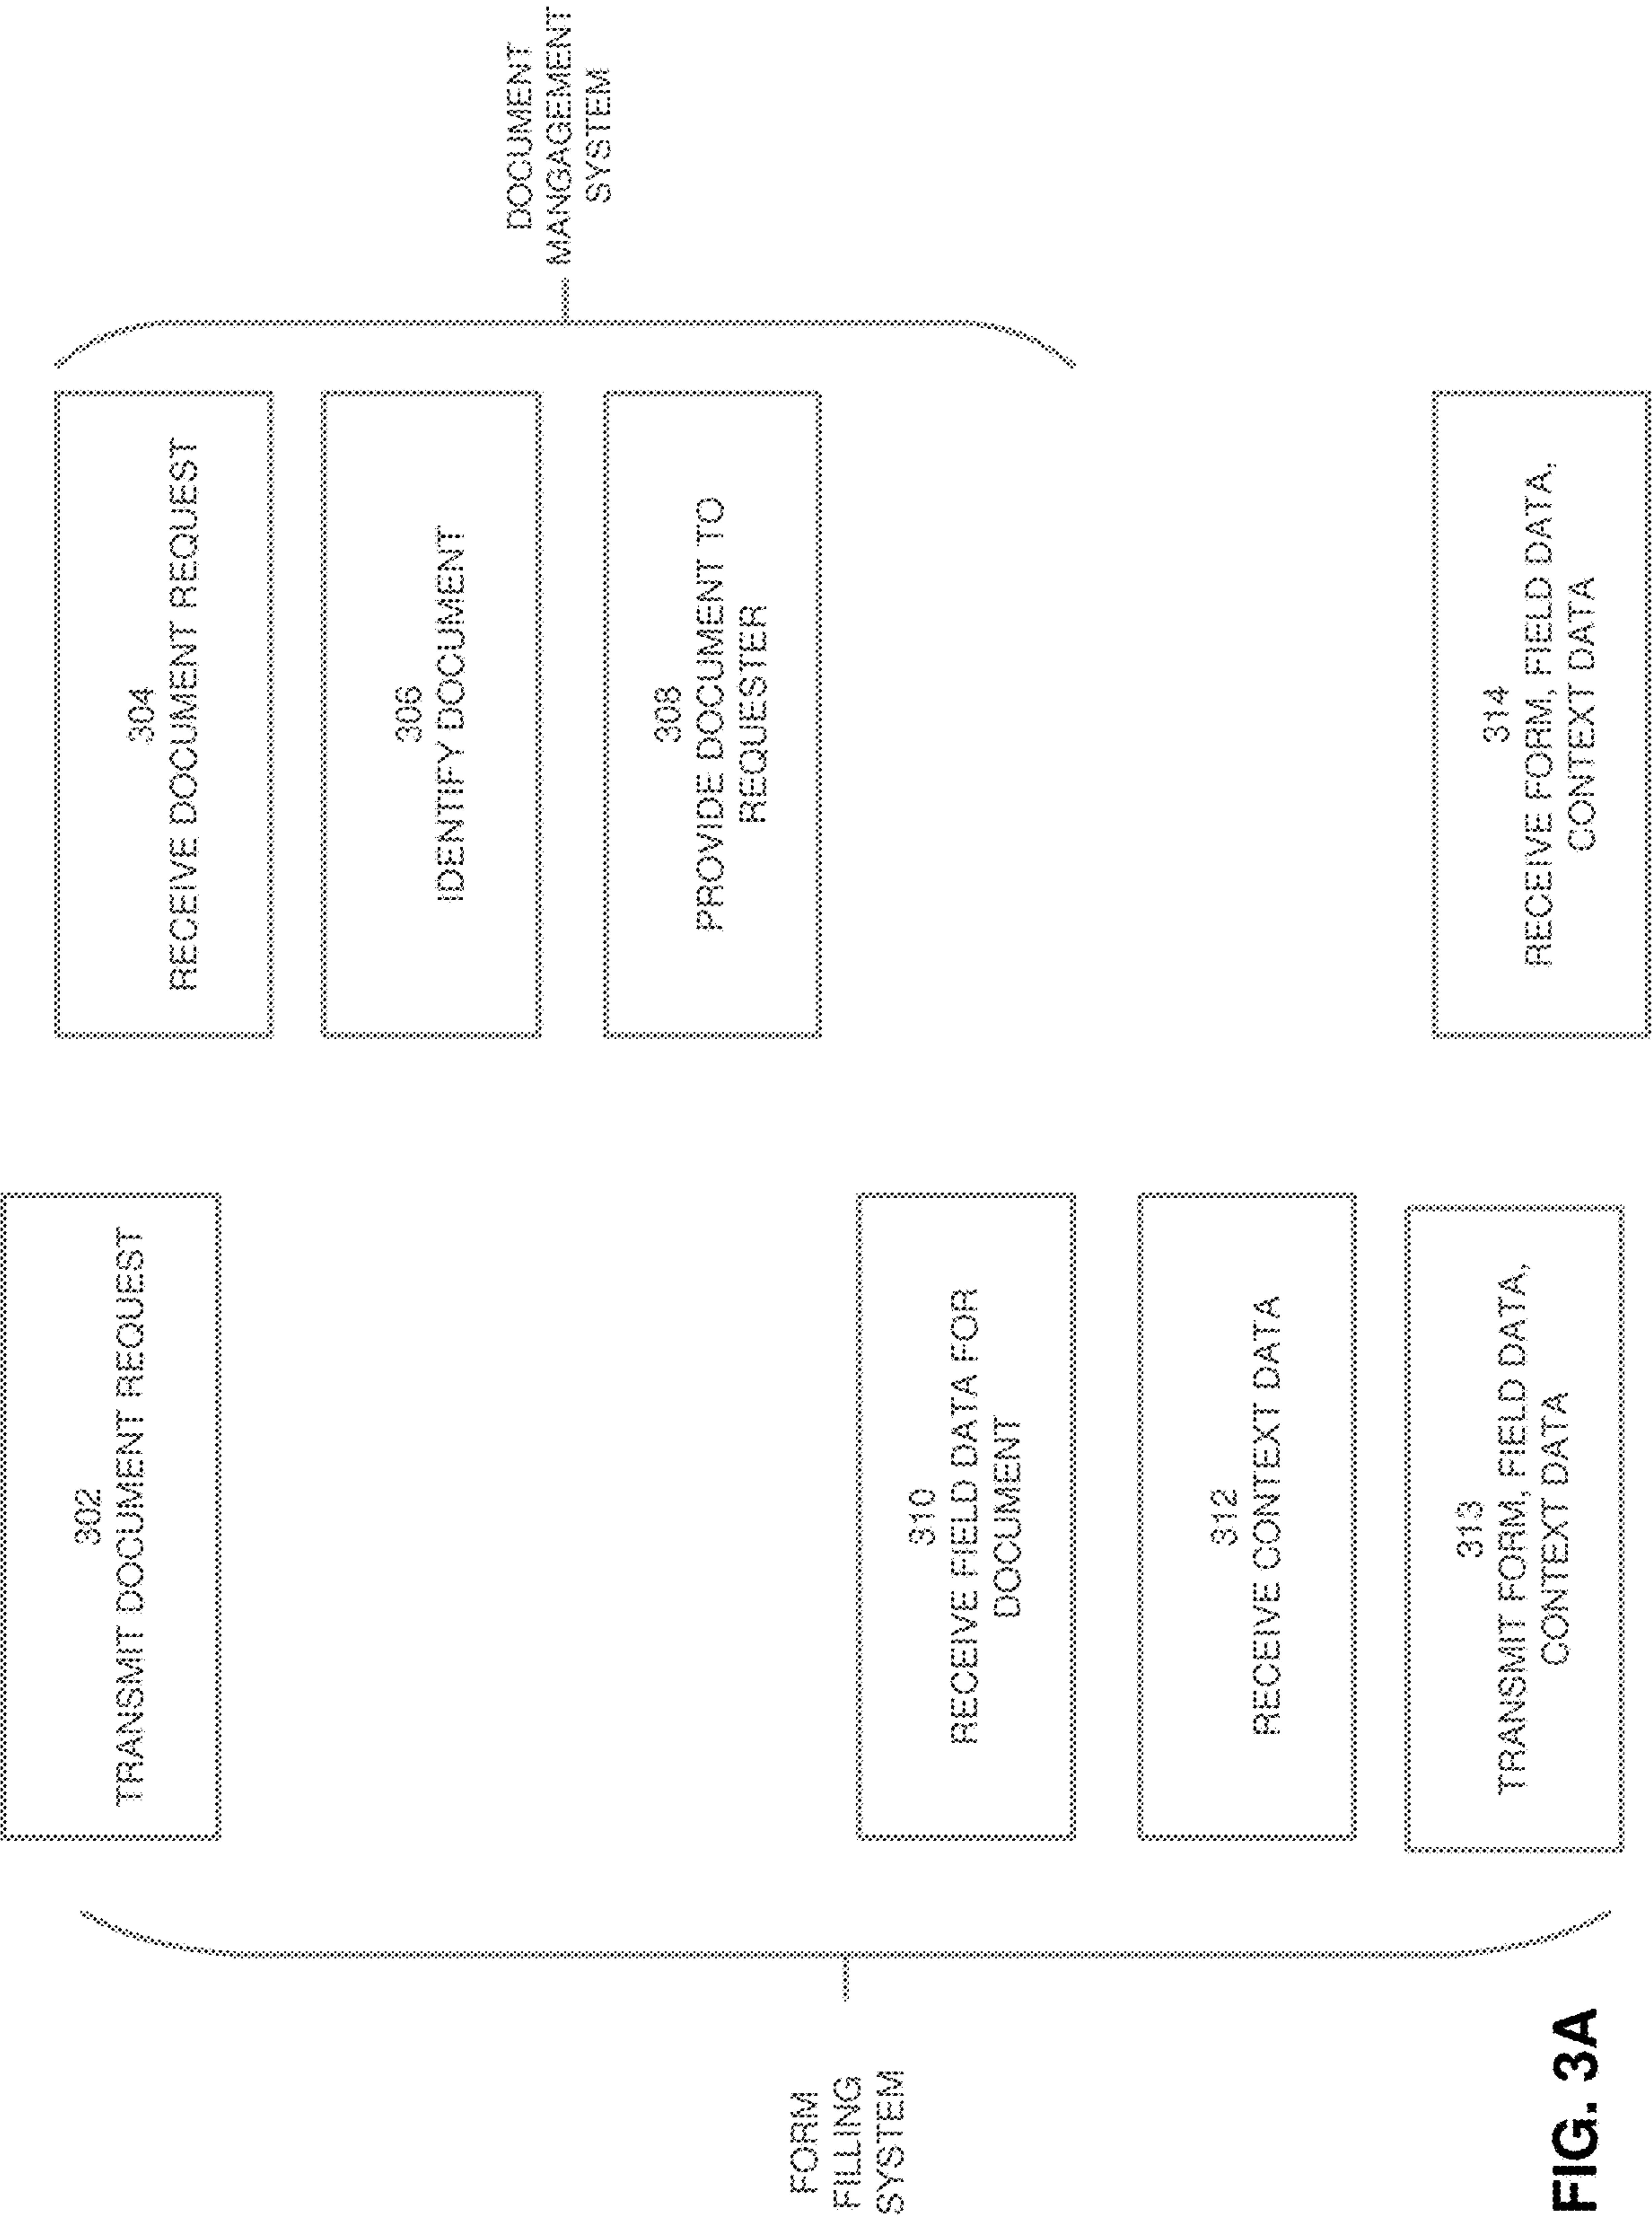 FORM
FILLING
SYSTEM
302
TRANSMIT DOCUMENT REQUEST
304
RECEIVE DOCUMENT REQUEST
306
IDENTIFY DOCUMENT
308
PROVIDE DOCUMENT TO
REQUESTER
DOCUMENT
MANGAGEMENT
SYSTEM
310
RECEIVE FIELD DATA FOR
DOCUMENT
312
RECEIVE CONTEXT DATA
313
TRANSMIT FORM, FIELD DATA,
CONTEXT DATA
314
RECEIVE FORM, FIELD DATA,
CONTEXT DATA
FIG. 3A